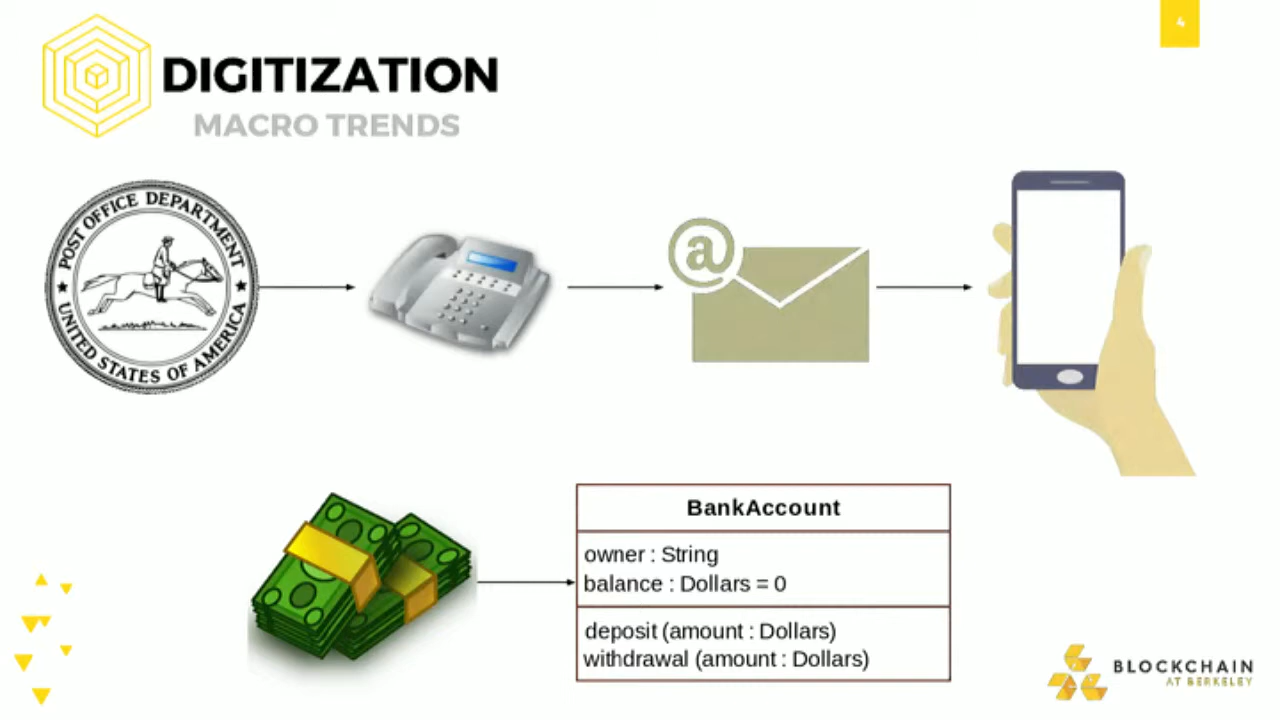 4
DIGITIZATION
MACRO TRENDS
POST OFFICE DEPARTMENT
UNITED STATES OF AMERICA
@
BankAccount
owner : String
balance : Dollars = 0
deposit (amount : Dollars)
withdrawal (amount : Dollars)
BLOCKCHAIN
AT BERKELEY